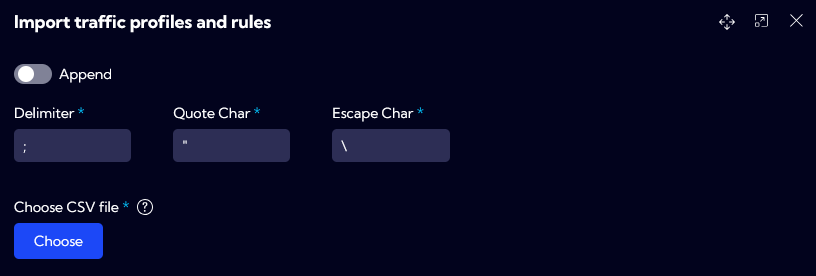 Import traffic profiles and rules
Append
Delimiter * Quote Char * Escape Char *
; " \
Choose CSV file * ?
Choose